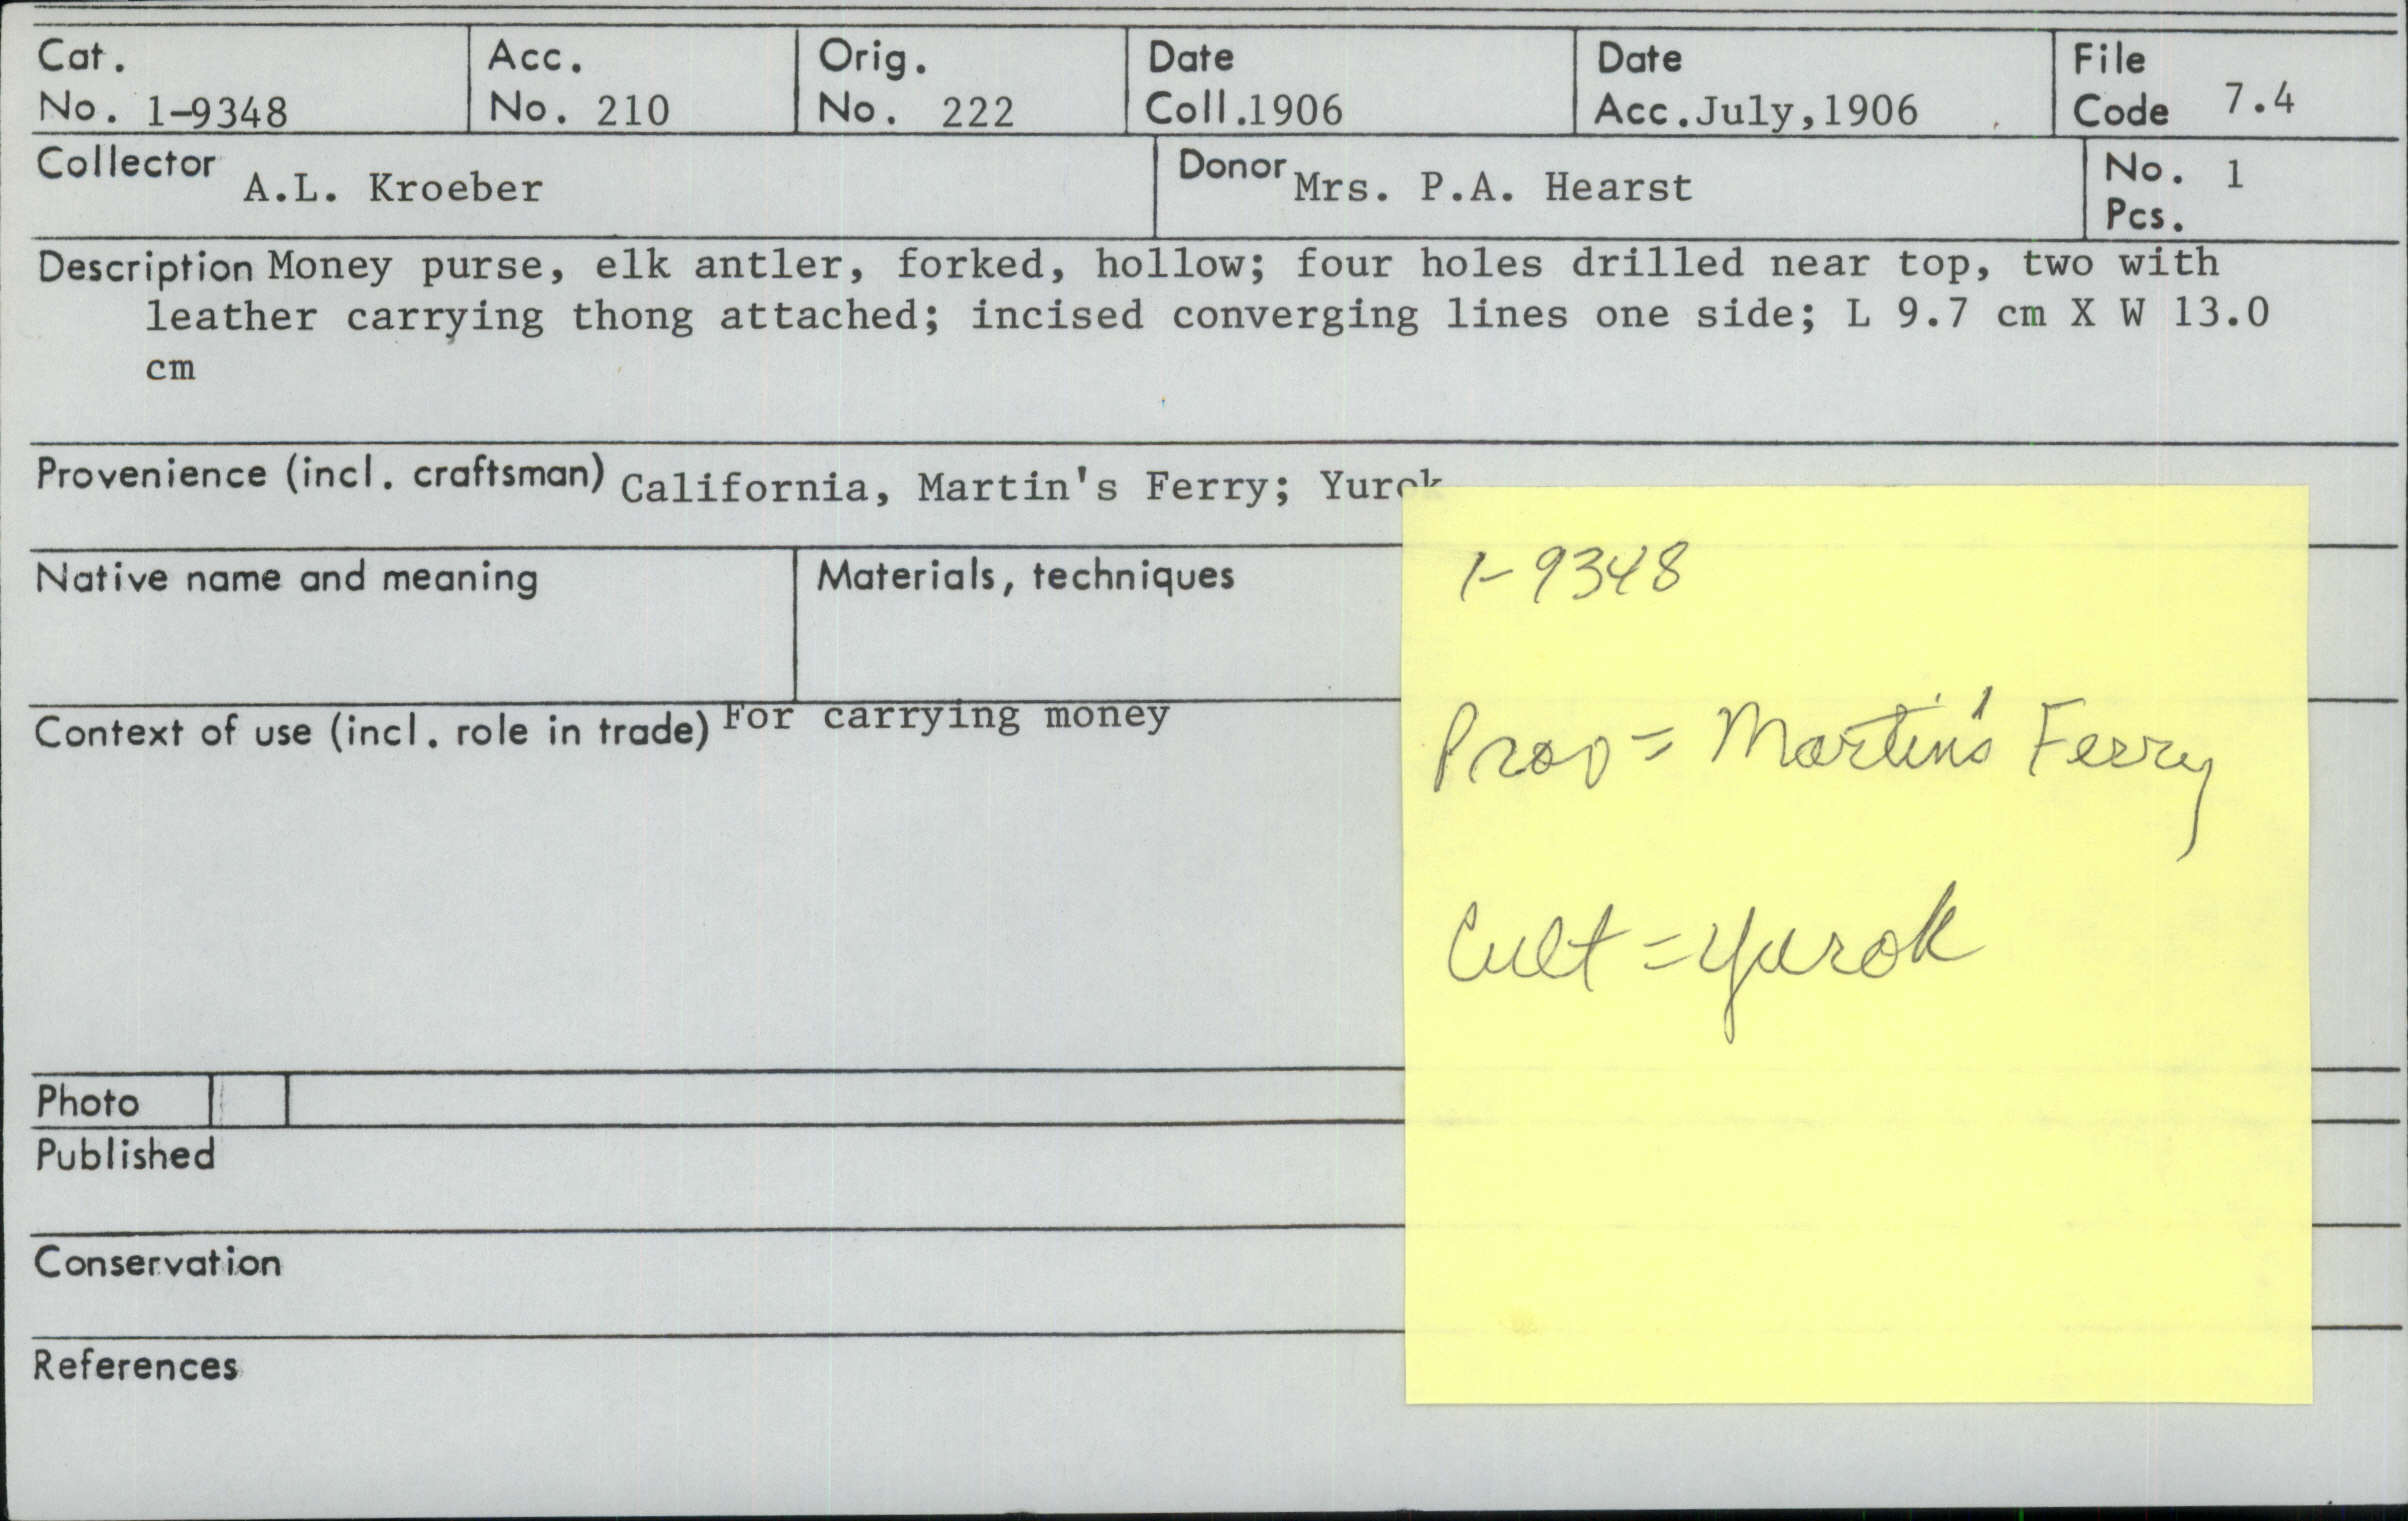 Cat. No. 1-9348
Acc. No. 210
Orig. No. 222
Date Coll. 1906
Date Acc. July, 1906
File Code 7.4
Collector A.L. Kroeber
Donor Mrs. P.A. Hearst
No. Pcs. 1
Description Money purse, elk antler, forked, hollow; four holes drilled near top, two with
leather carrying thong attached; incised converging lines one side; L 9.7 cm X W 13.0
cm
Provenience (incl. craftsman) California, Martin's Ferry; Yurok
Native name and meaning
Materials, techniques
Context of use (incl. role in trade) For carrying money
Photo
Published
Conservation
References
1-9348
Prov = Martin's Ferry
Cult = Yurok